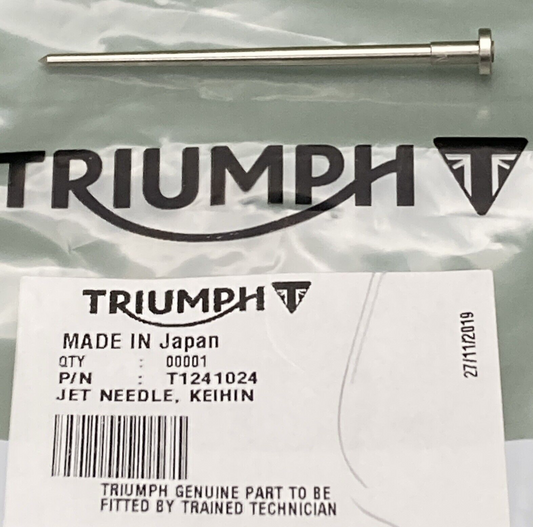 TRIUMPH
TRIUMPH
MADE IN Japan
QTY : 00001
P/N : T1241024
JET NEEDLE, KEIHIN
27/11/2019
TRIUMPH GENUINE PART TO BE
FITTED BY TRAINED TECHNICIAN